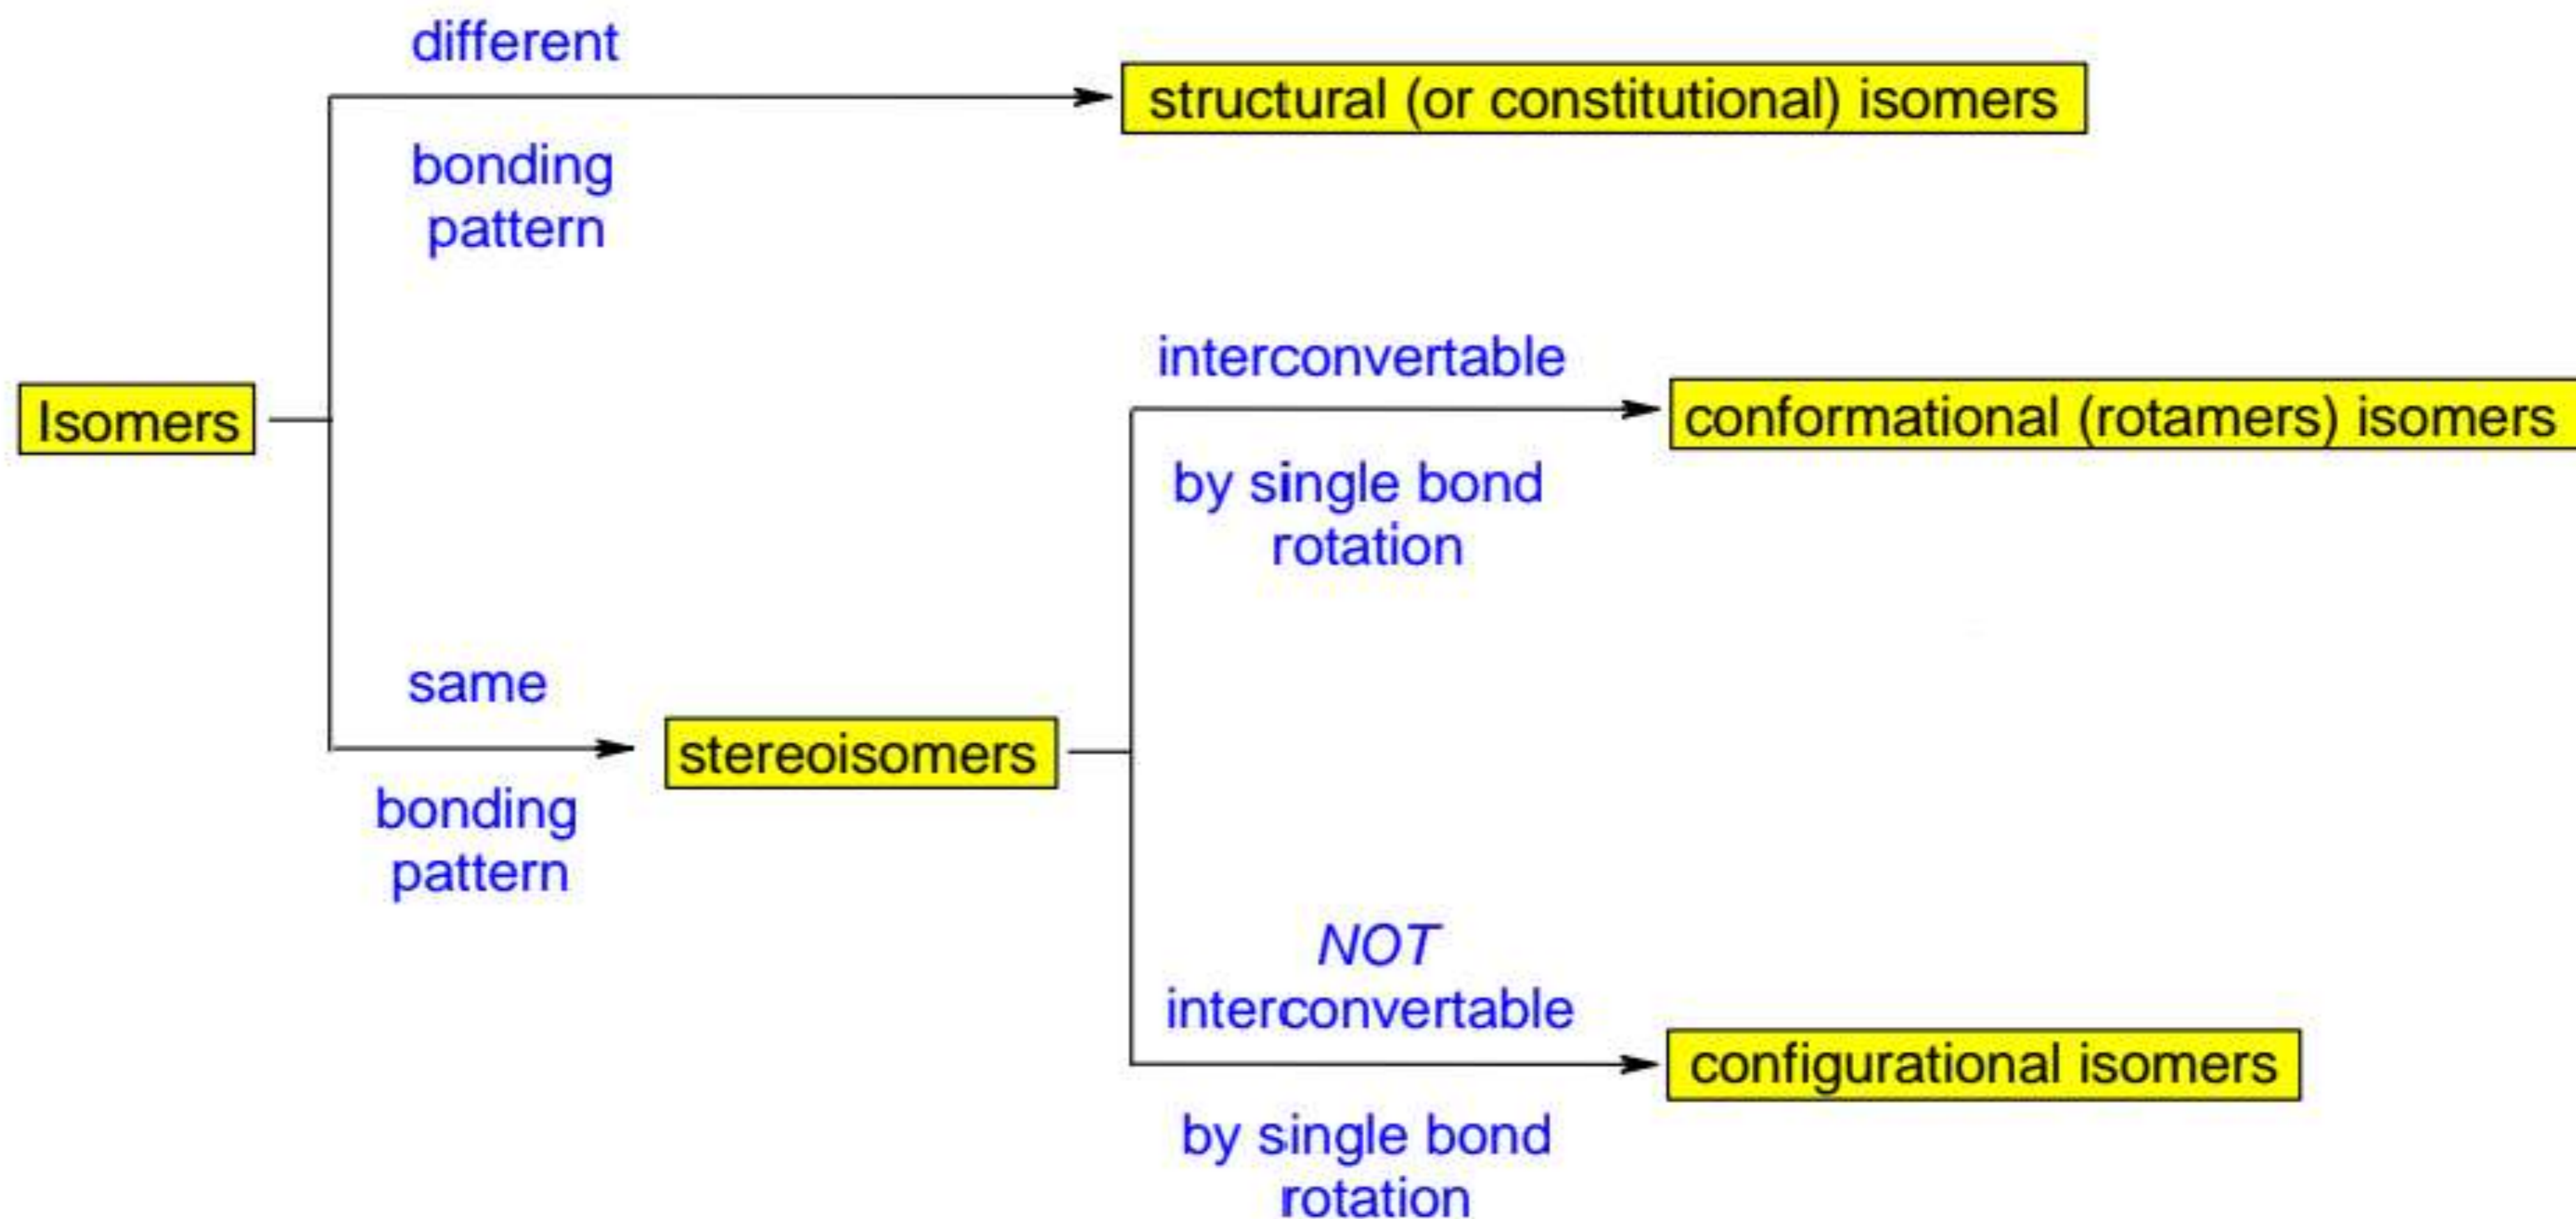 different
structural (or constitutional) isomers
bonding
pattern
interconvertable
Isomers
conformational (rotamers) isomers
by single bond
rotation
same
stereoisomers
bonding
pattern
NOT
interconvertable
configurational isomers
by single bond
rotation